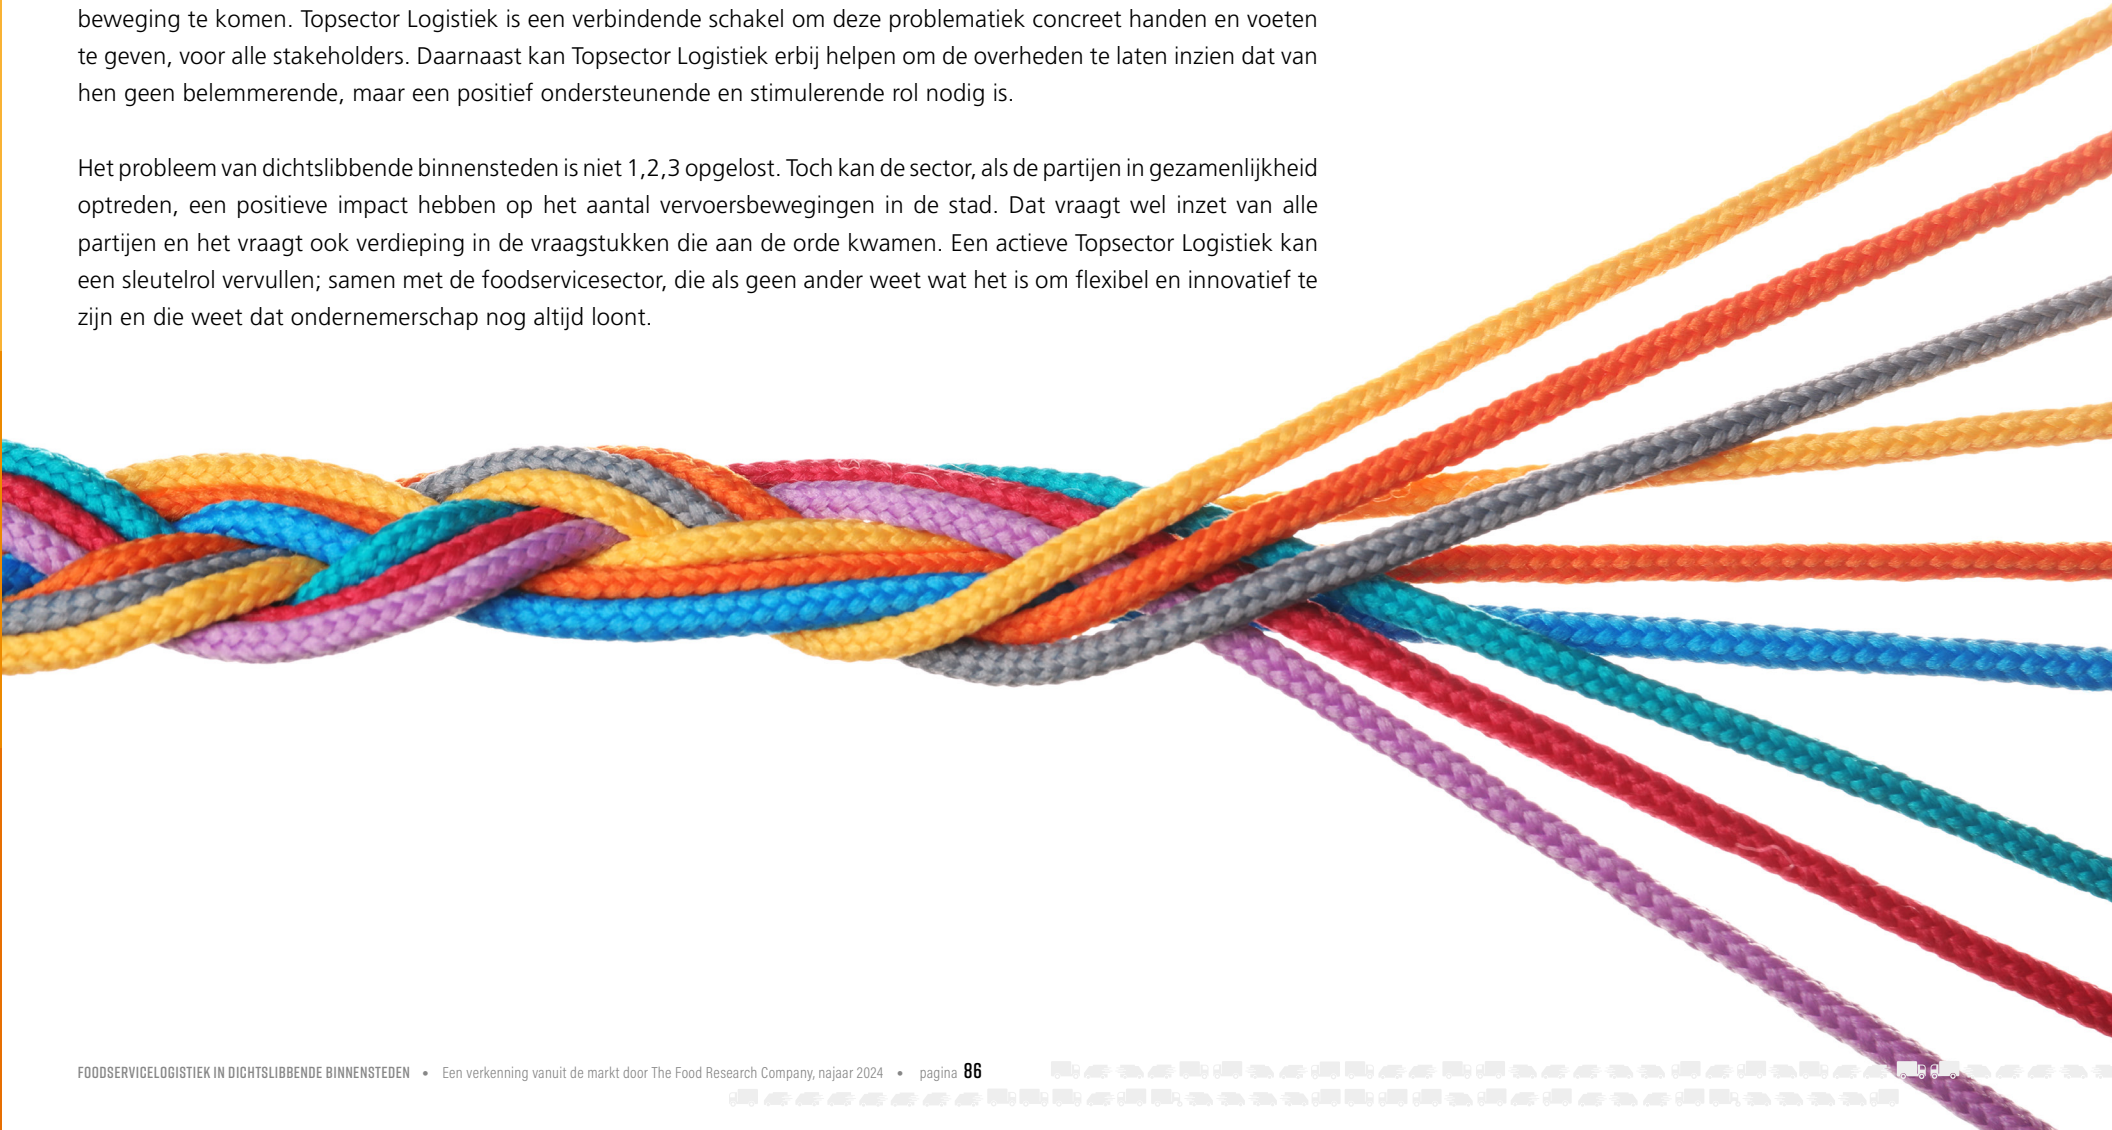 beweging te komen. Topsector Logistiek is een verbindende schakel om deze problematiek concreet handen en voeten
te geven, voor alle stakeholders. Daarnaast kan Topsector Logistiek erbij helpen om de overheden te laten inzien dat van
hen geen belemmerende, maar een positief ondersteunende en stimulerende rol nodig is.
Het probleem van dichtslibbende binnensteden is niet 1,2,3 opgelost. Toch kan de sector, als de partijen in gezamenlijkheid
optreden, een positieve impact hebben op het aantal vervoersbewegingen in de stad. Dat vraagt wel inzet van alle
partijen en het vraagt ook verdieping in de vraagstukken die aan de orde kwamen. Een actieve Topsector Logistiek kan
een sleutelrol vervullen; samen met de foodservicesector, die als geen ander weet wat het is om flexibel en innovatief te
zijn en die weet dat ondernemerschap nog altijd loont.
FOODSERVICELOGISTIEK IN DICHTSLIBBENDE BINNENSTEDEN • Een verkenning vanuit de markt door The Food Research Company, najaar 2024 • pagina 86